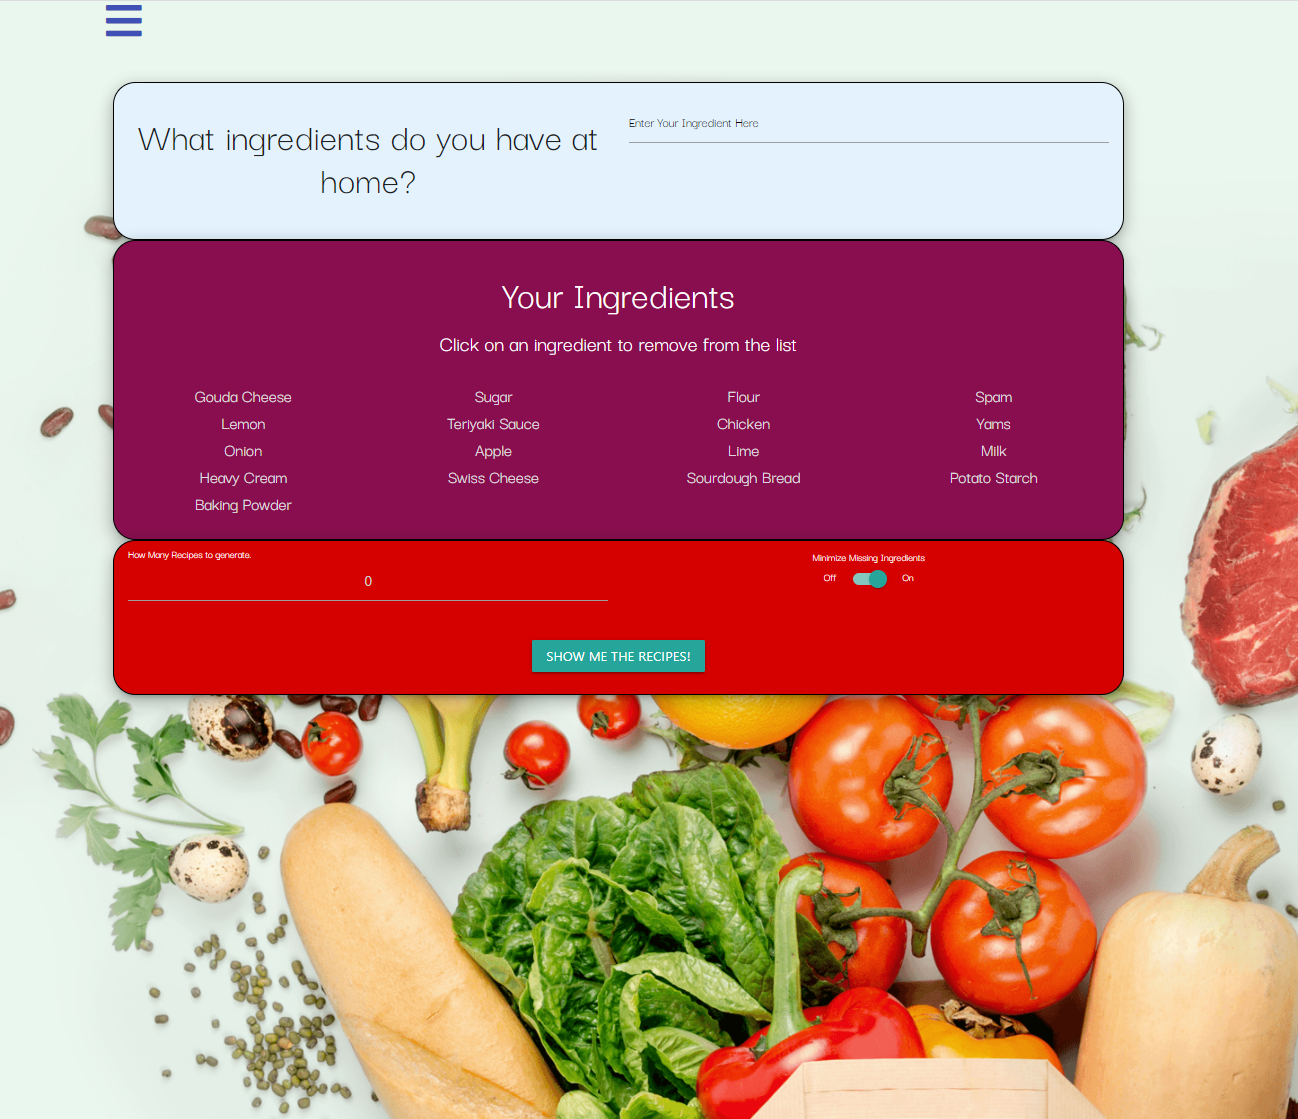 What ingredients do you have at
home?
Enter Your Ingredient Here
Your Ingredients
Click on an ingredient to remove from the list
Gouda Cheese Sugar Flour Spam
Lemon Teriyaki Sauce Chicken Yams
Onion Apple Lime Milk
Heavy Cream Swiss Cheese Sourdough Bread Potato Starch
Baking Powder
How Many Recipes to generate.
0
Minimize Missing Ingredients
Off On
SHOW ME THE RECIPES!